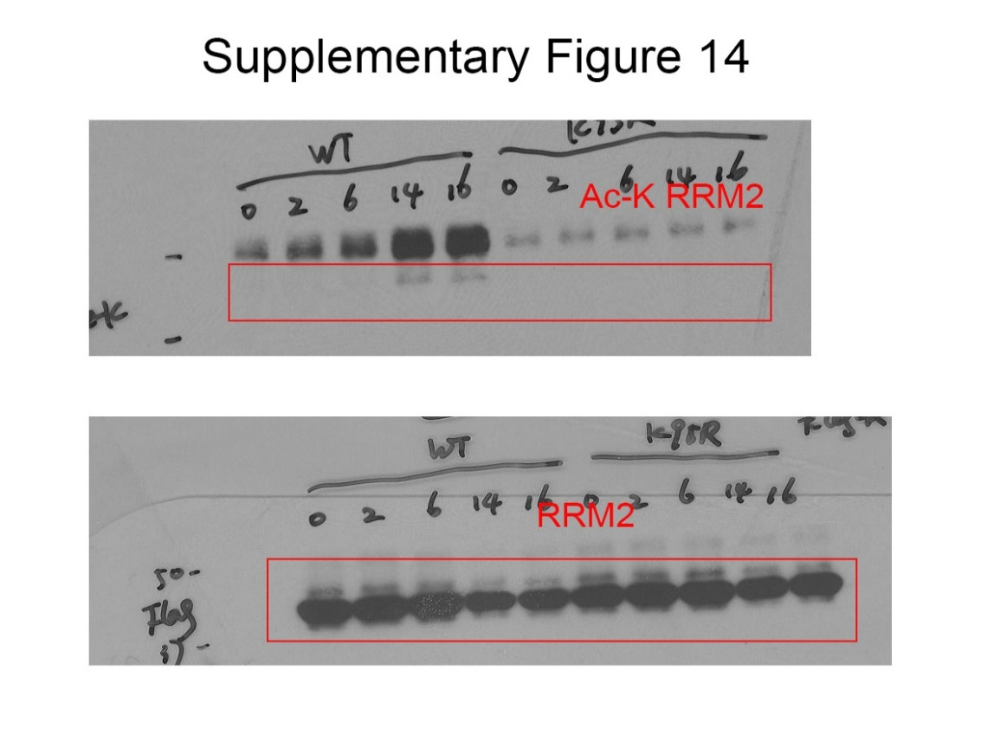 Supplementary Figure 14
WT
0 2 6 14 16 0 2 6 14 16
Ac-K RRM2
WT K95R
0 2 6 14 16 0 2 6 14 16
RRM2
50-
Flag
37-